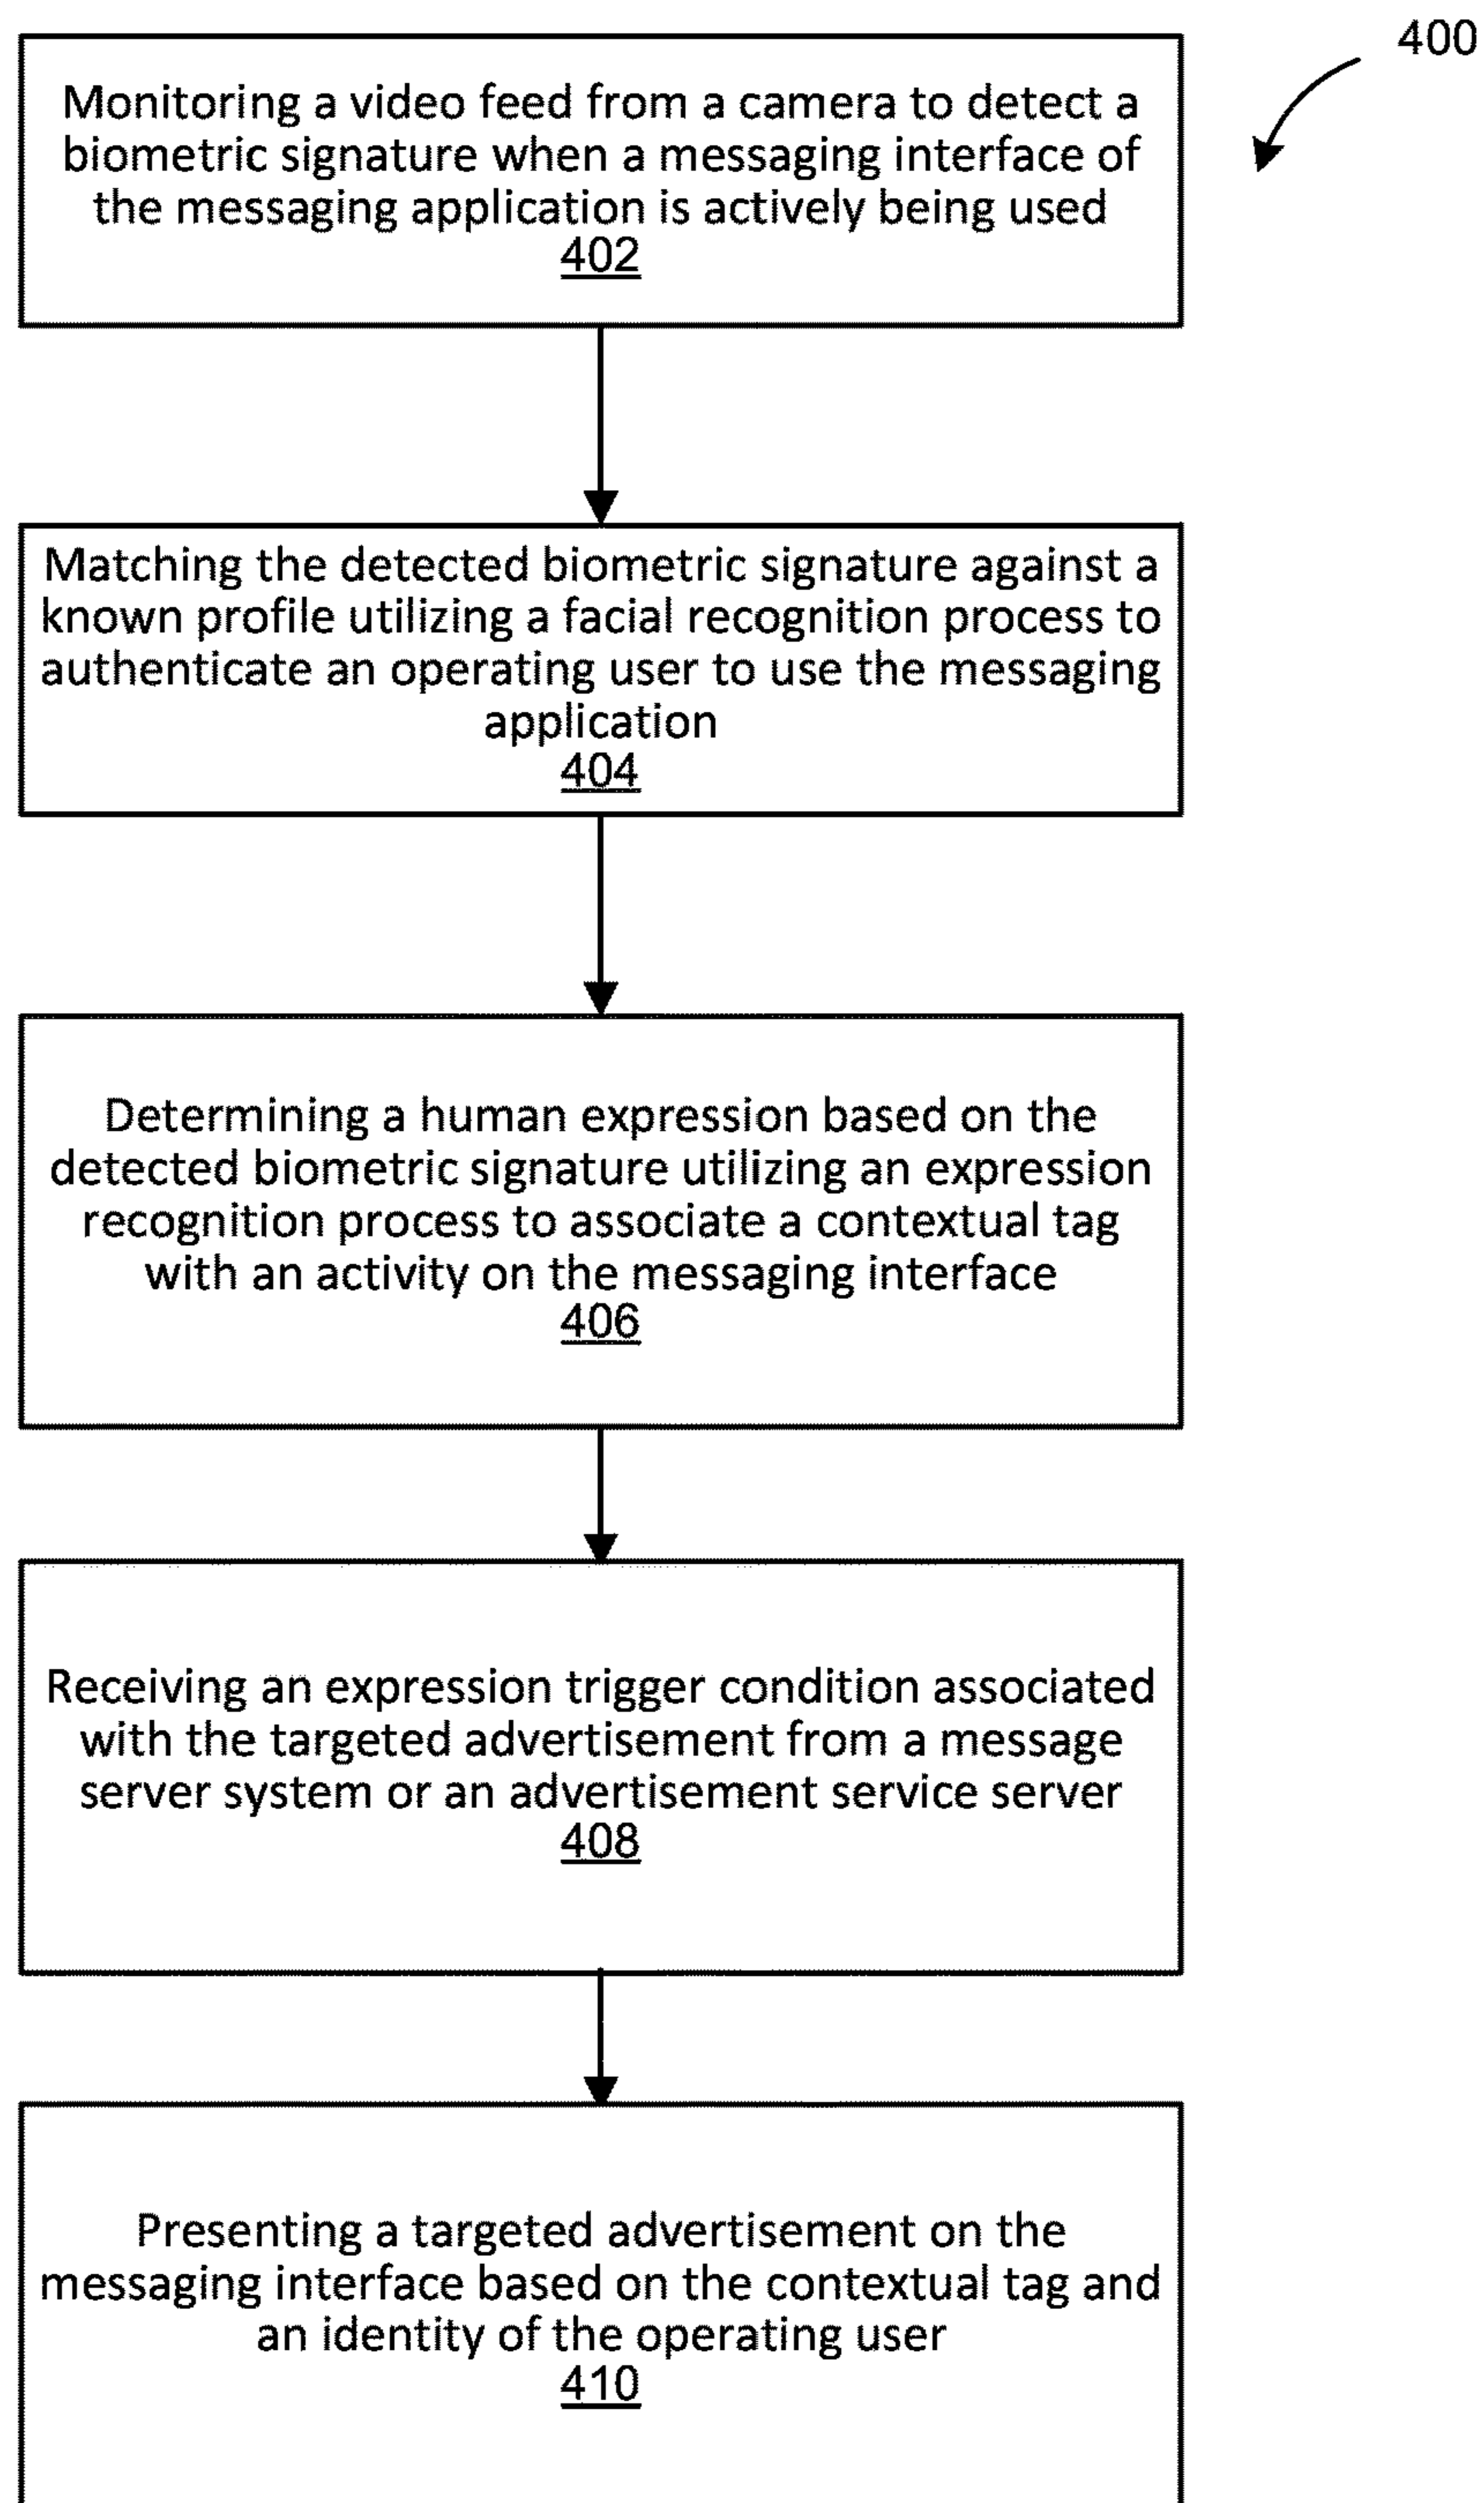 400
Monitoring a video feed from a camera to detect a
biometric signature when a messaging interface of
the messaging application is actively being used
402
Matching the detected biometric signature against a
known profile utilizing a facial recognition process to
authenticate an operating user to use the messaging
application
404
Determining a human expression based on the
detected biometric signature utilizing an expression
recognition process to associate a contextual tag
with an activity on the messaging interface
406
Receiving an expression trigger condition associated
with the targeted advertisement from a message
server system or an advertisement service server
408
Presenting a targeted advertisement on the
messaging interface based on the contextual tag and
an identity of the operating user
410